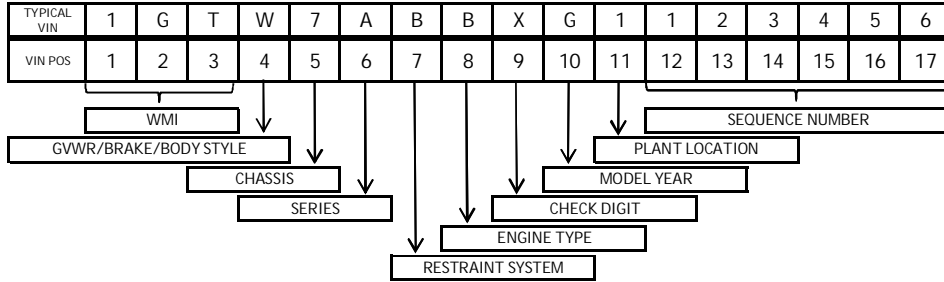 TYPICAL VIN 1 G T W 7 A B B X G 1 1 2 3 4 5 6
VIN POS 1 2 3 4 5 6 7 8 9 10 11 12 13 14 15 16 17
WMI SEQUENCE NUMBER
GVWR/BRAKE/BODY STYLE PLANT LOCATION
CHASSIS MODEL YEAR
SERIES CHECK DIGIT
ENGINE TYPE
RESTRAINT SYSTEM